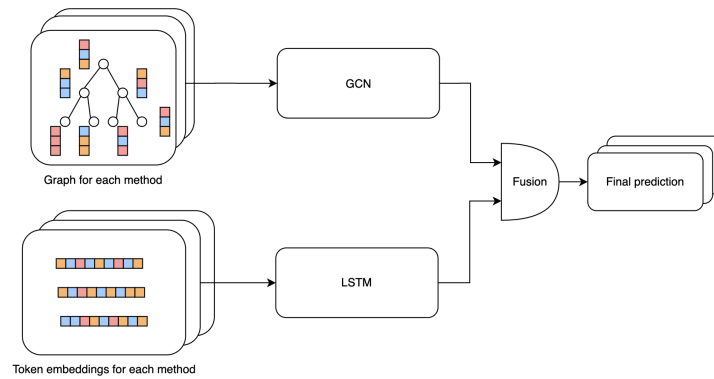 GCN
Graph for each method
Fusion
Final prediction
LSTM
Token embeddings for each method